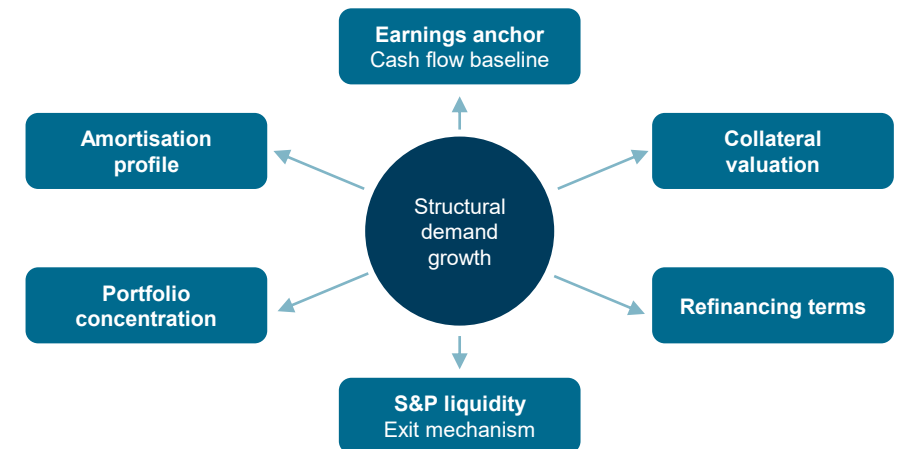 Earnings anchor
Cash flow baseline
Amortisation
profile
Collateral
valuation
Structural
demand
growth
Portfolio
concentration
Refinancing terms
S&P liquidity
Exit mechanism